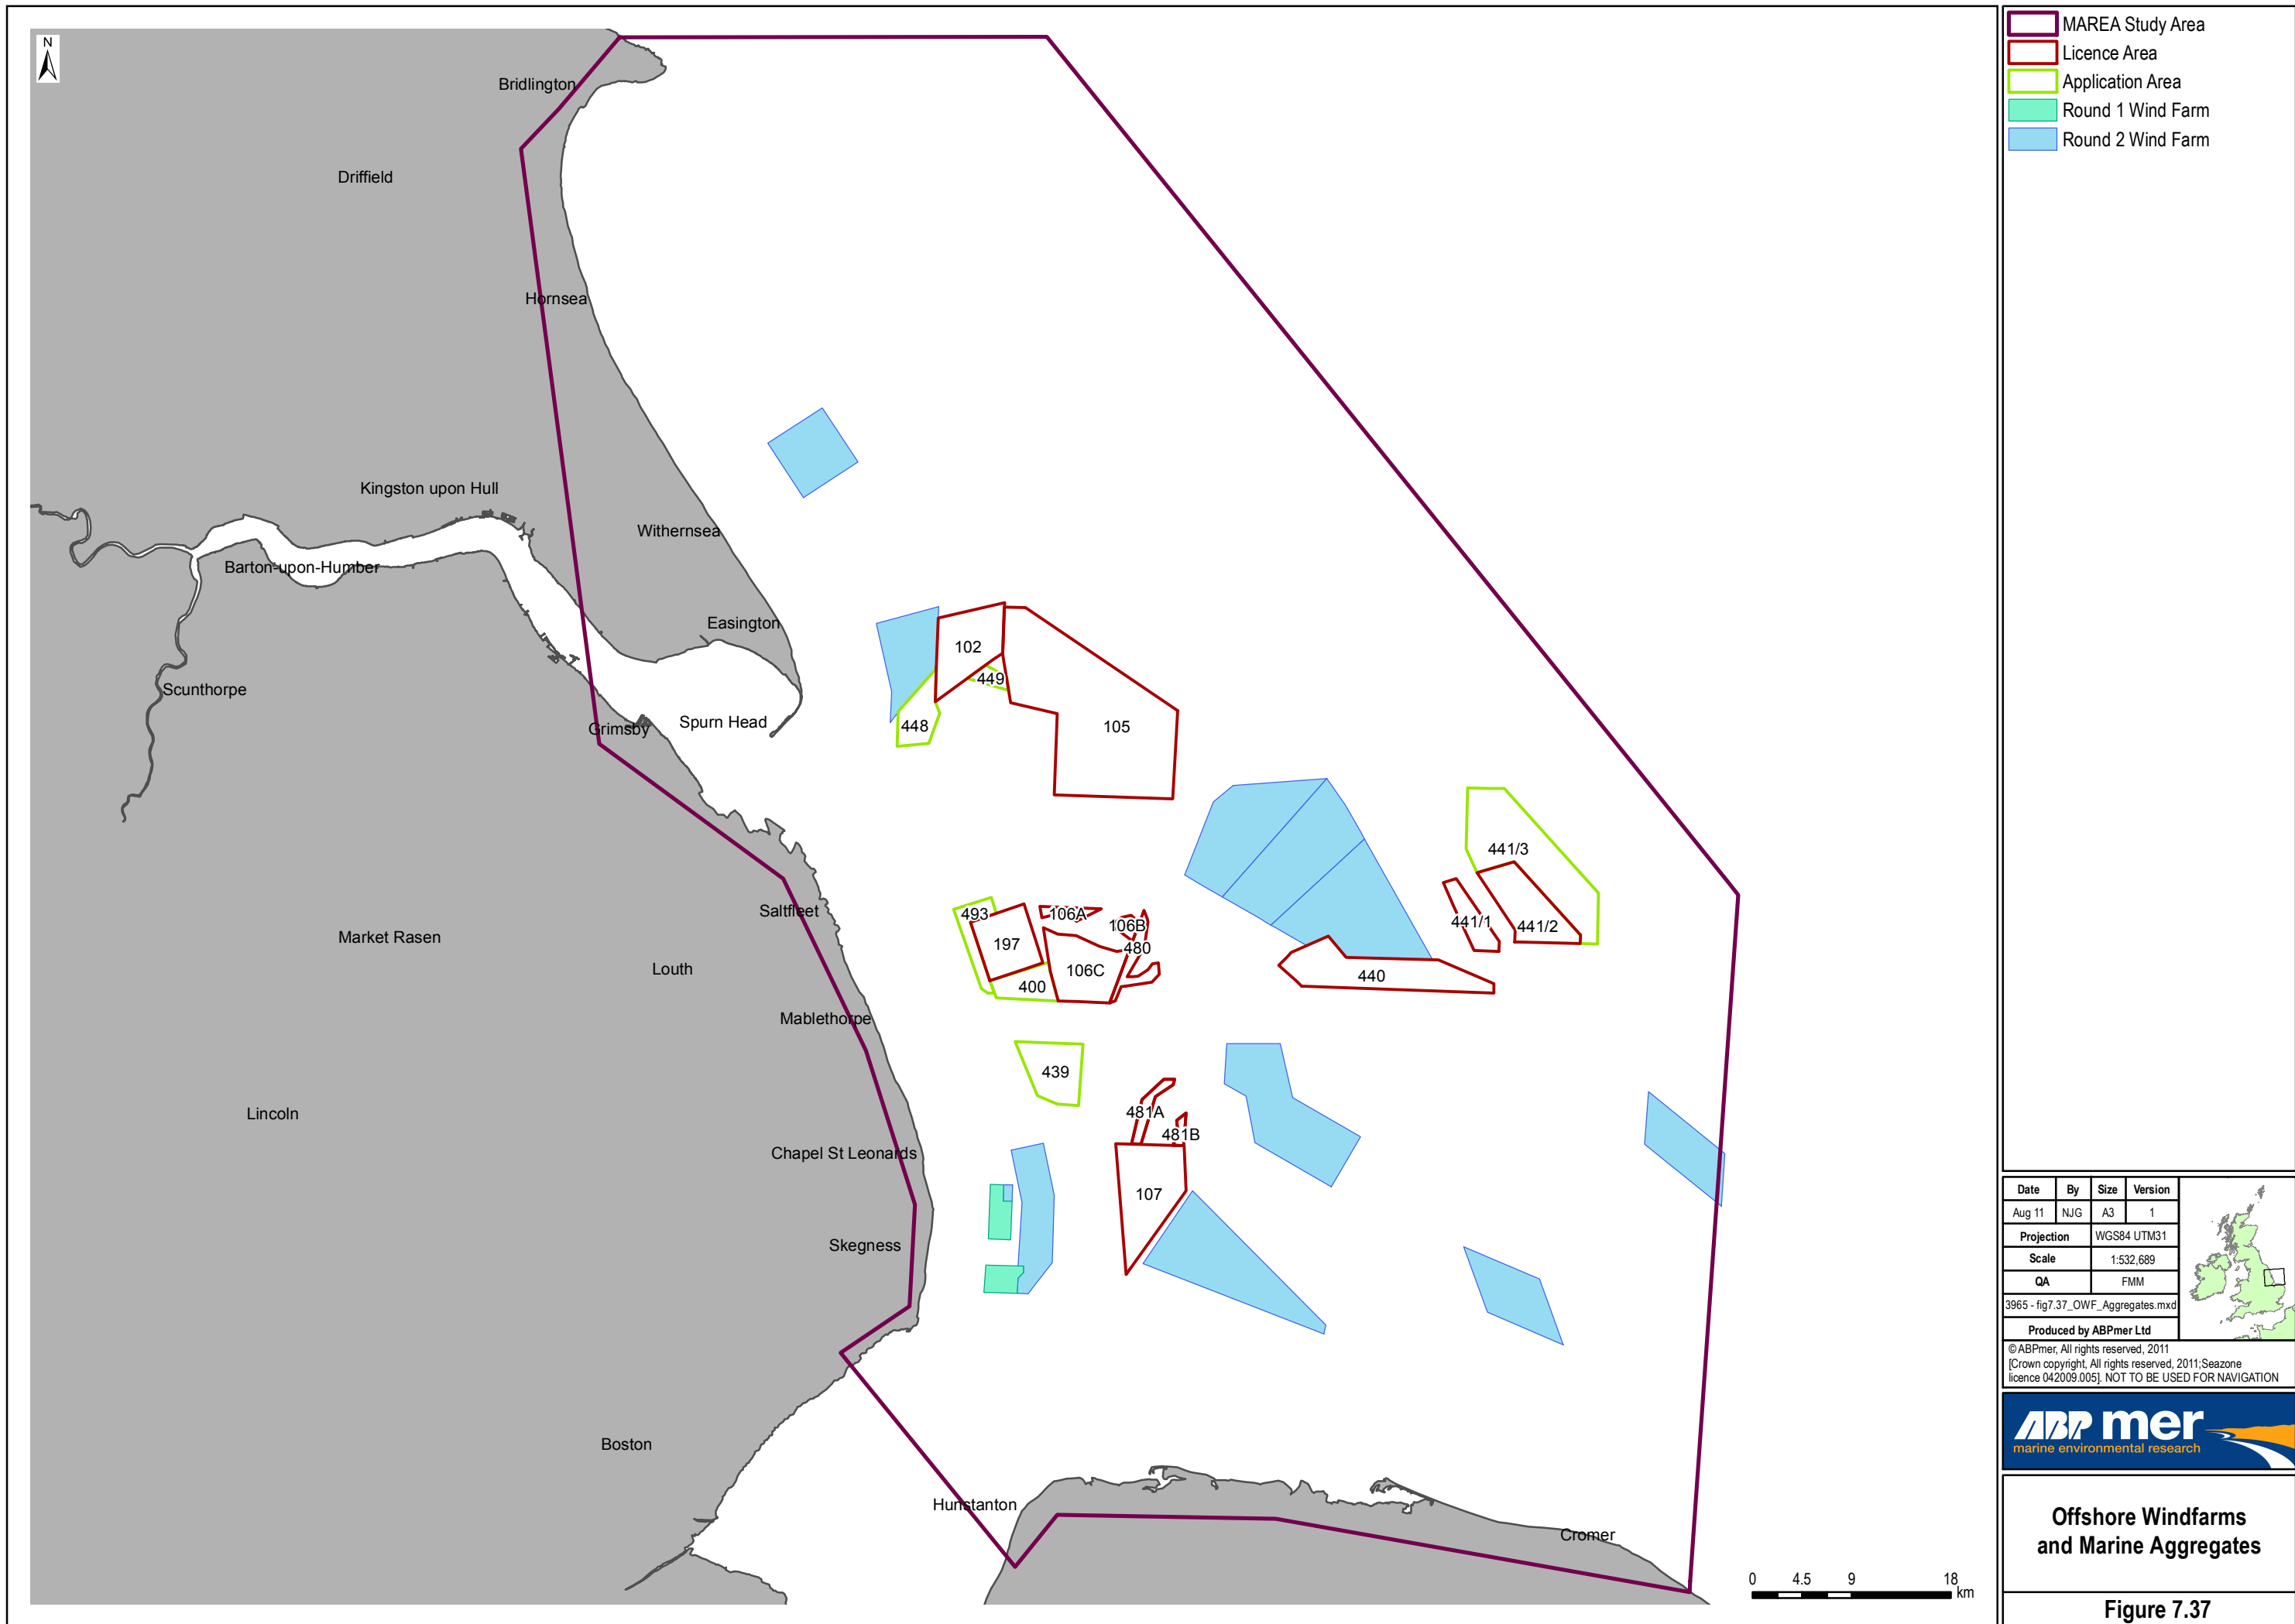 N
Bridlington
Driffield
Hornsea
Kingston upon Hull
Withernsea
Barton-upon-Humber
Easington
Scunthorpe
Spurn Head
Grimsby
Saltfleet
Market Rasen
Louth
Mablethorpe
Lincoln
Chapel St Leonards
Skegness
Boston
Hunstanton
Cromer
102
449
448
105
441/3
441/1
441/2
493
106A
106B
197
480
106C
400
440
439
481A
481B
107
0 4.5 9 18
km
MAREA Study Area
Licence Area
Application Area
Round 1 Wind Farm
Round 2 Wind Farm
Date By Size Version
Aug 11 NJG A3 1
Projection WGS84 UTM31
Scale 1:532,689
QA FMM
3965 - fig7.37_OWF_Aggregates.mxd
Produced by ABPmer Ltd
© ABPmer, All rights reserved, 2011
[Crown copyright, All rights reserved, 2011;Seazone
licence 042009.005]. NOT TO BE USED FOR NAVIGATION
ABP mer
marine environmental research
Offshore Windfarms
and Marine Aggregates
Figure 7.37